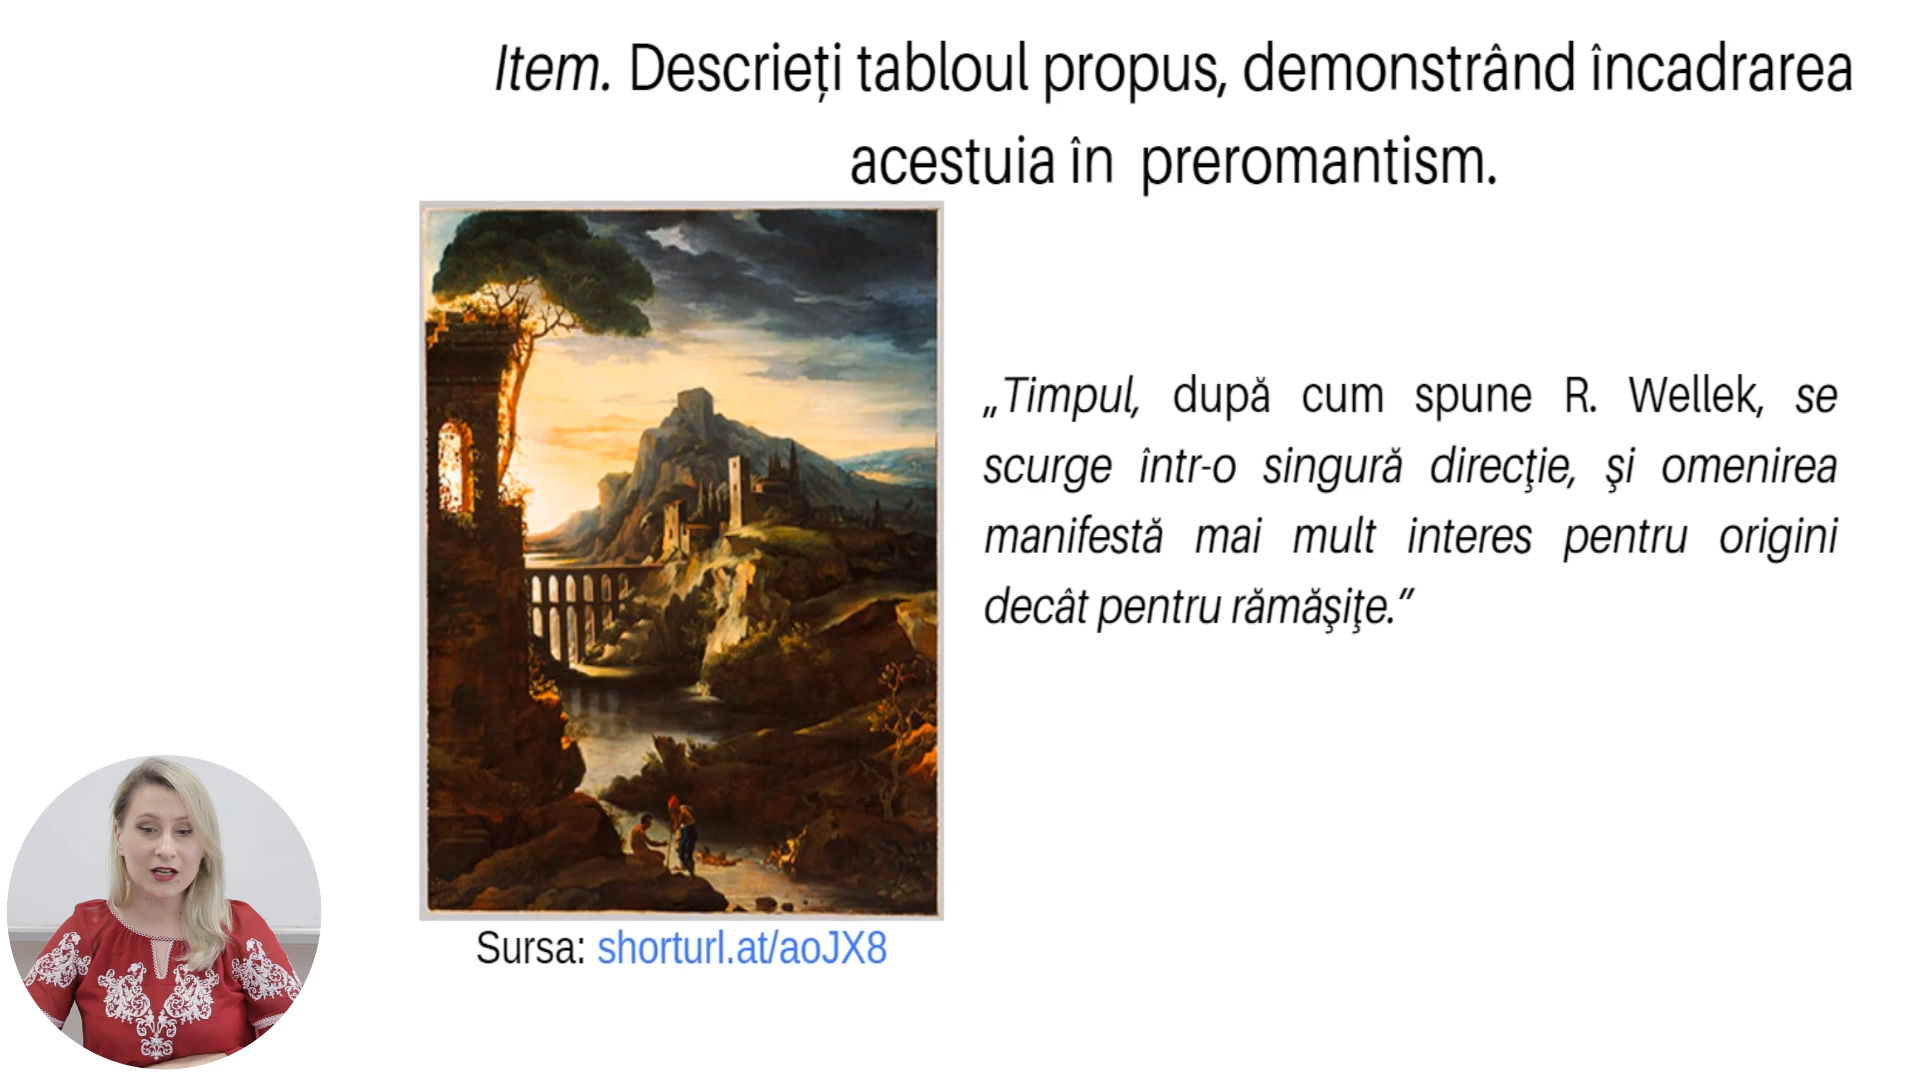 Item. Descrieți tabloul propus, demonstrând încadrarea
acestuia în preromantism.
„Timpul, după cum spune R. Wellek, se
scurge într-o singură direcţie, şi omenirea
manifestă mai mult interes pentru origini
decât pentru rămăşiţe.”
Sursa: shorturl.at/aoJX8